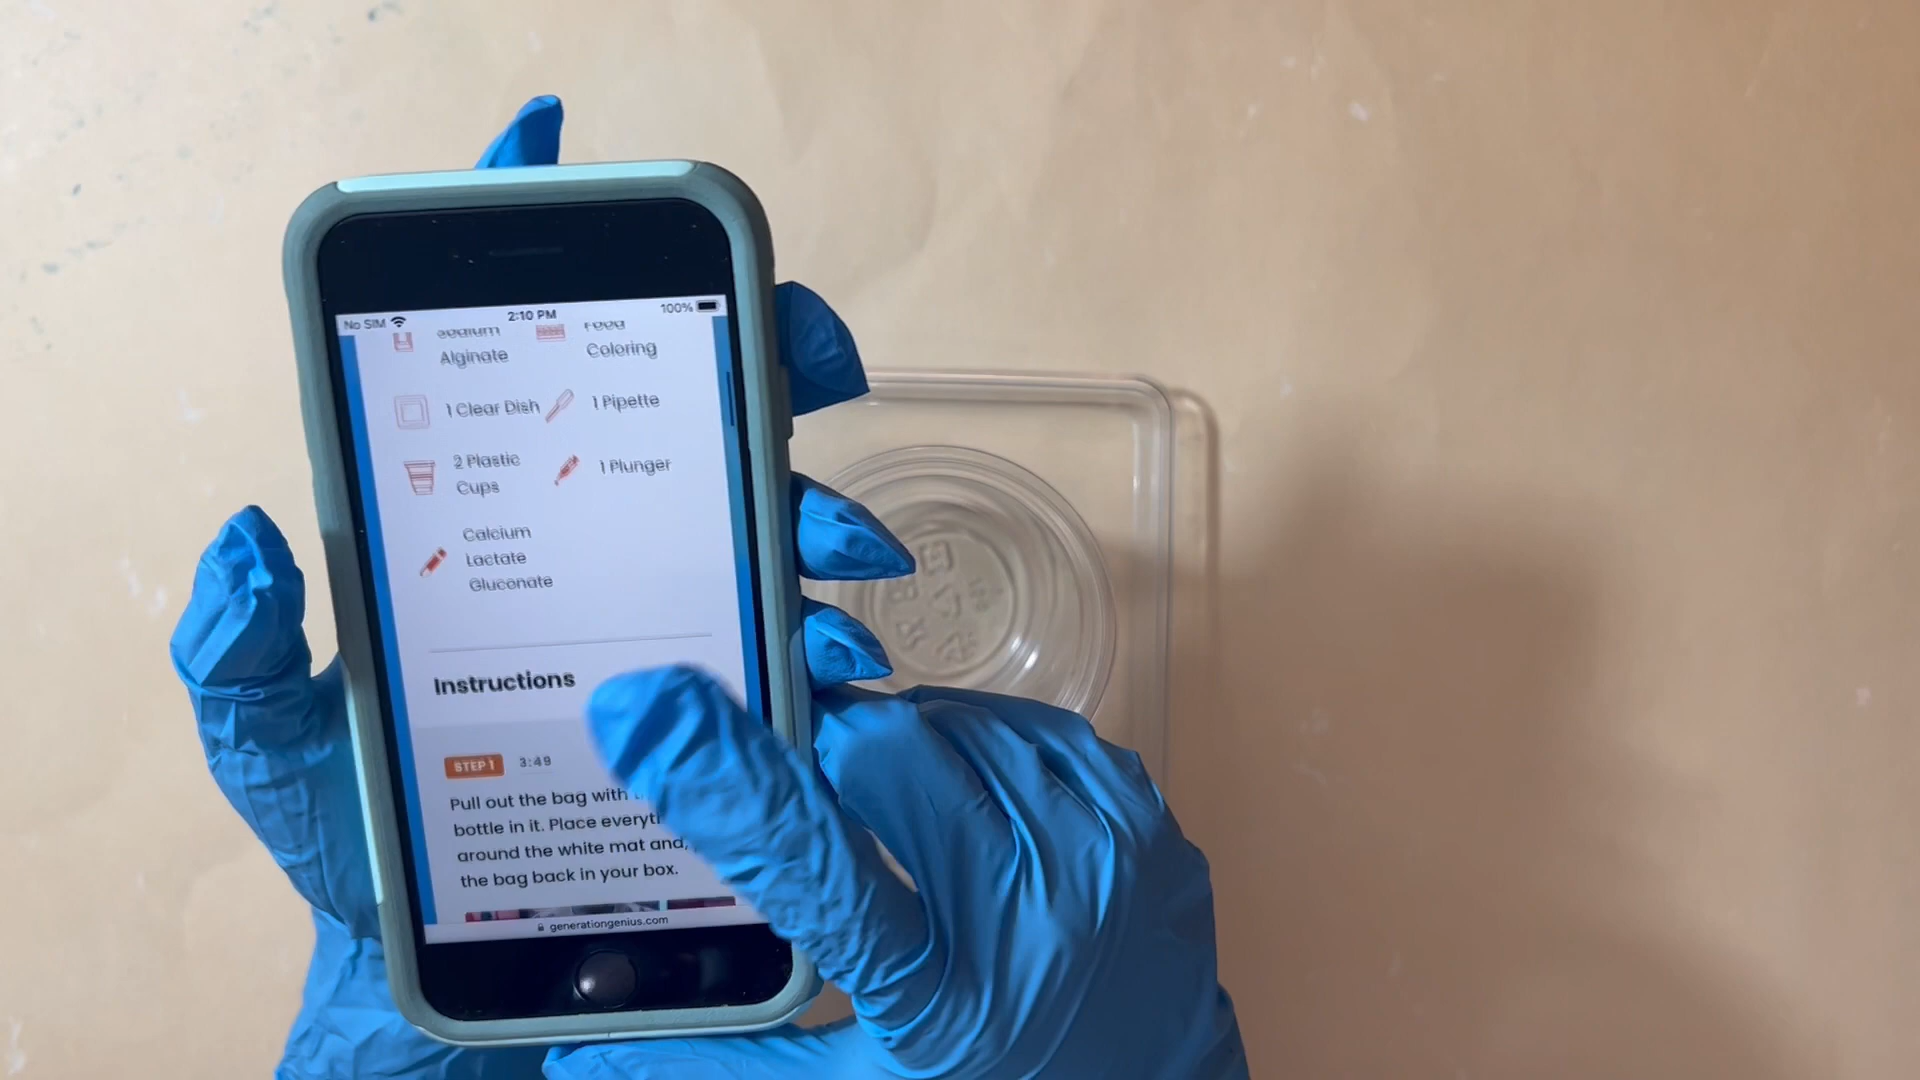 No SIM 2:10 PM 100%
Sodium Food
Alginate Coloring
1 Clear Dish 1 Pipette
2 Plastic
Cups
1 Plunger
Calcium
Lactate
Gluconate
Instructions
STEP 1 3:49
Pull out the bag with
bottle in it. Place
around the white mat and,
the bag back in your box.
generationgenius.com